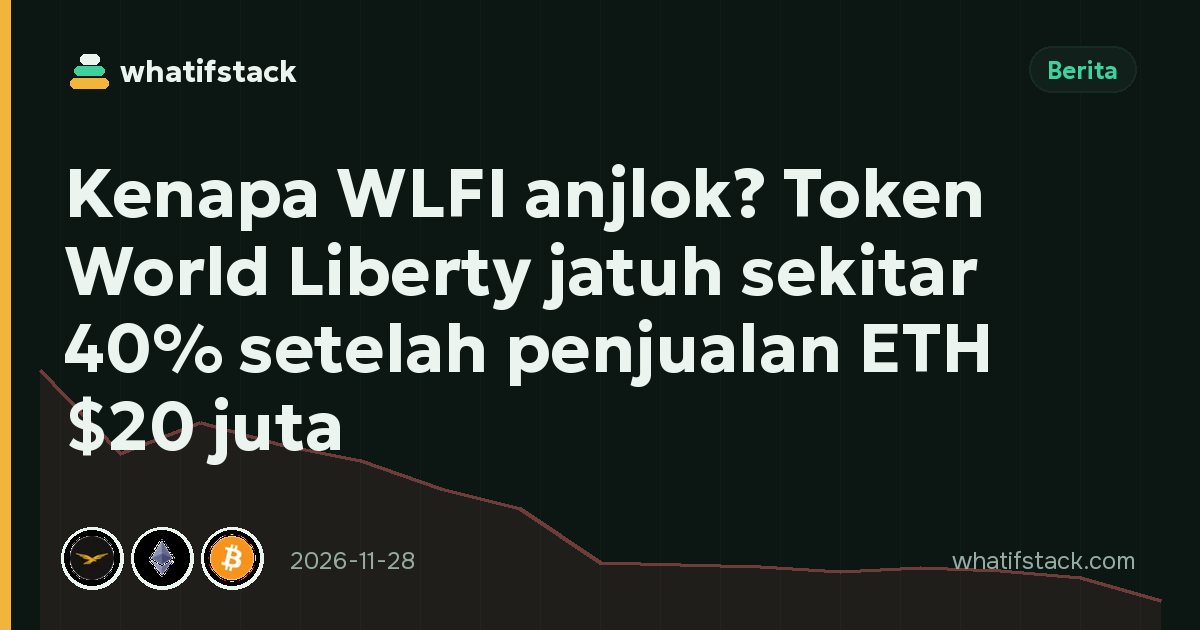 whatifstack
Berita
Kenapa WLFI anjlok? Token
World Liberty jatuh sekitar
40% setelah penjualan ETH
$20 juta
2026-11-28
whatifstack.com